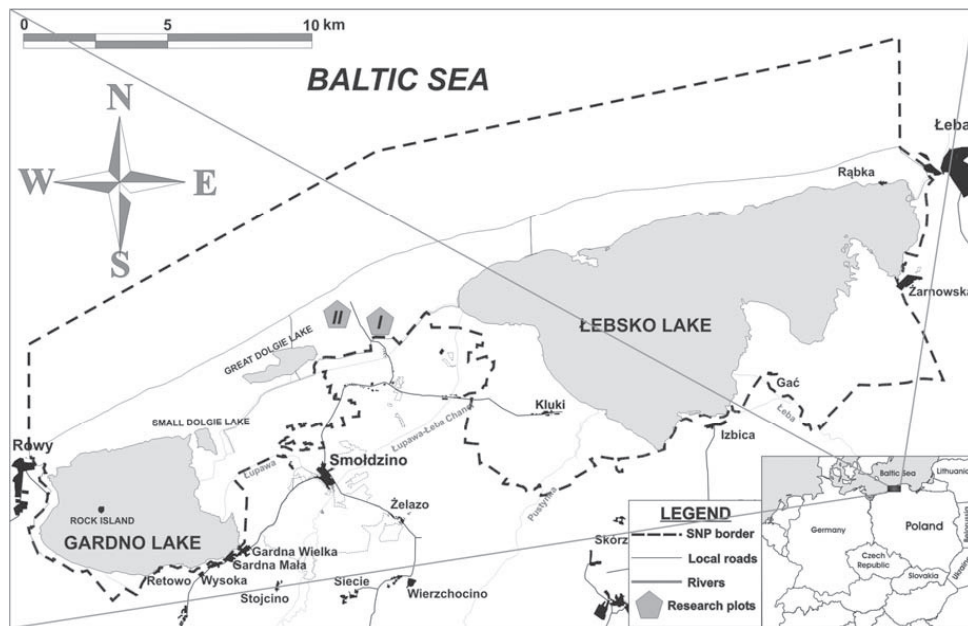 0 5 10 km
BALTIC SEA
N
W E
S
Łeba
Rąbka
Żarnowska
II I
ŁEBSKO LAKE
GREAT DOLGIE LAKE
Gać
Łeba
Kluki
Łupawa-Łeba Chanel
Izbica
SMALL DOLGIE LAKE
Rowy
Łupawa
Smołdzino
Pustynka
Żelazo
ROCK ISLAND
GARDNO LAKE
Gardna Wielka
Gardna Mała
Retowo
Wysoka
Stojcino
Siecie
Wierzchocino
Skórz
LEGEND
SNP border
Local roads
Rivers
Research plots
Baltic Sea
Lithuania
Germany
Poland
Belorussia
Czech
Republic
Slovakia
Ukraine